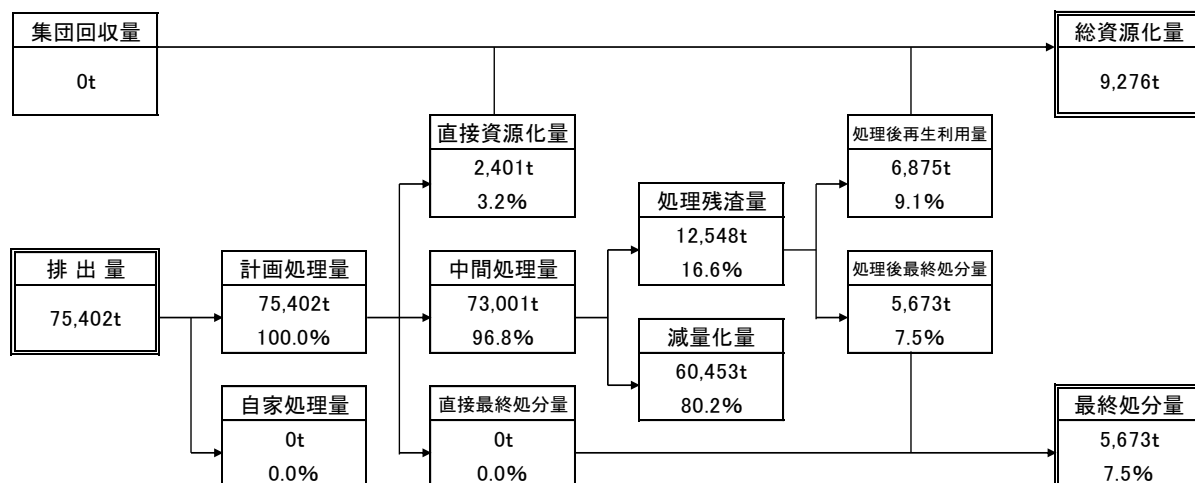 集団回収量
0t
総資源化量
9,276t
直接資源化量
2,401t
3.2%
処理後再生利用量
6,875t
9.1%
処理残渣量
12,548t
16.6%
排出量
75,402t
計画処理量
75,402t
100.0%
中間処理量
73,001t
96.8%
処理後最終処分量
5,673t
7.5%
減量化量
60,453t
80.2%
自家処理量
0t
0.0%
直接最終処分量
0t
0.0%
最終処分量
5,673t
7.5%